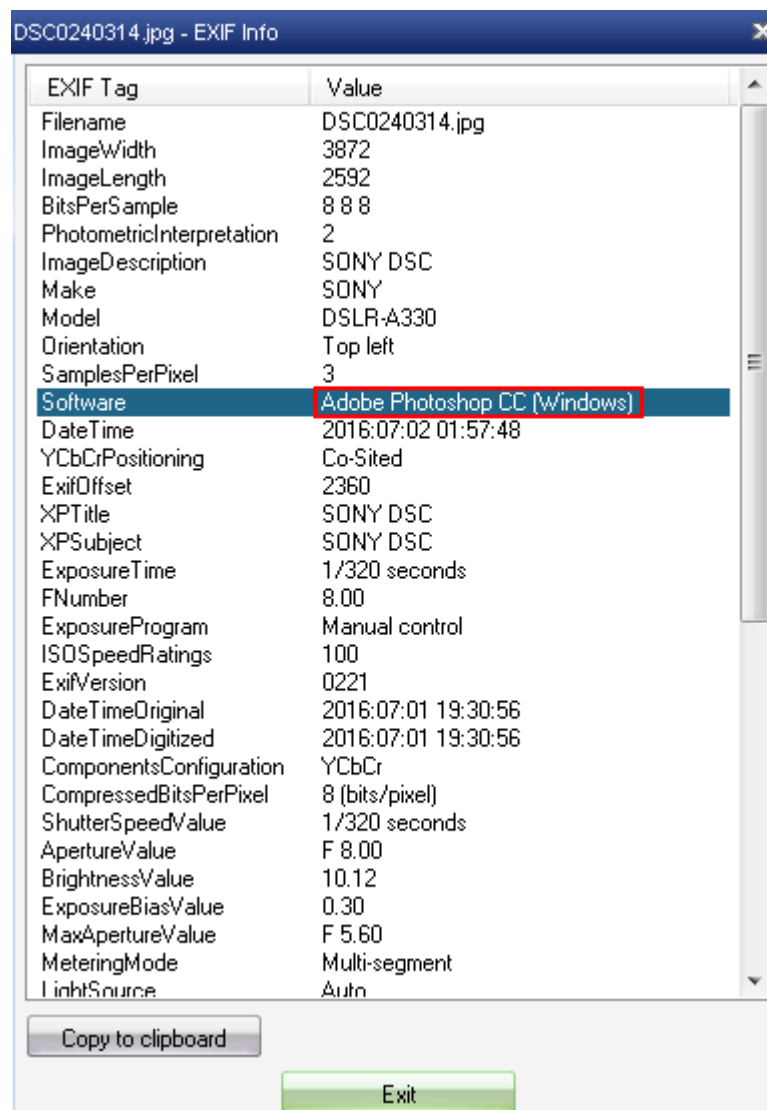 DSC0240314.jpg - EXIF Info
EXIF Tag Value
Filename DSC0240314.jpg
ImageWidth 3872
ImageLength 2592
BitsPerSample 8 8 8
PhotometricInterpretation 2
ImageDescription SONY DSC
Make SONY
Model DSLR-A330
Orientation Top left
SamplesPerPixel 3
Software Adobe Photoshop CC (Windows)
DateTime 2016:07:02 01:57:48
YCbCrPositioning Co-Sited
ExifOffset 2360
XPTitle SONY DSC
XPSubject SONY DSC
ExposureTime 1/320 seconds
FNumber 8.00
ExposureProgram Manual control
ISOSpeedRatings 100
ExifVersion 0221
DateTimeOriginal 2016:07:01 19:30:56
DateTimeDigitized 2016:07:01 19:30:56
ComponentsConfiguration YCbCr
CompressedBitsPerPixel 8 (bits/pixel)
ShutterSpeedValue 1/320 seconds
ApertureValue F 8.00
BrightnessValue 10.12
ExposureBiasValue 0.30
MaxApertureValue F 5.60
MeteringMode Multi-segment
LightSource Auto
Copy to clipboard
Exit